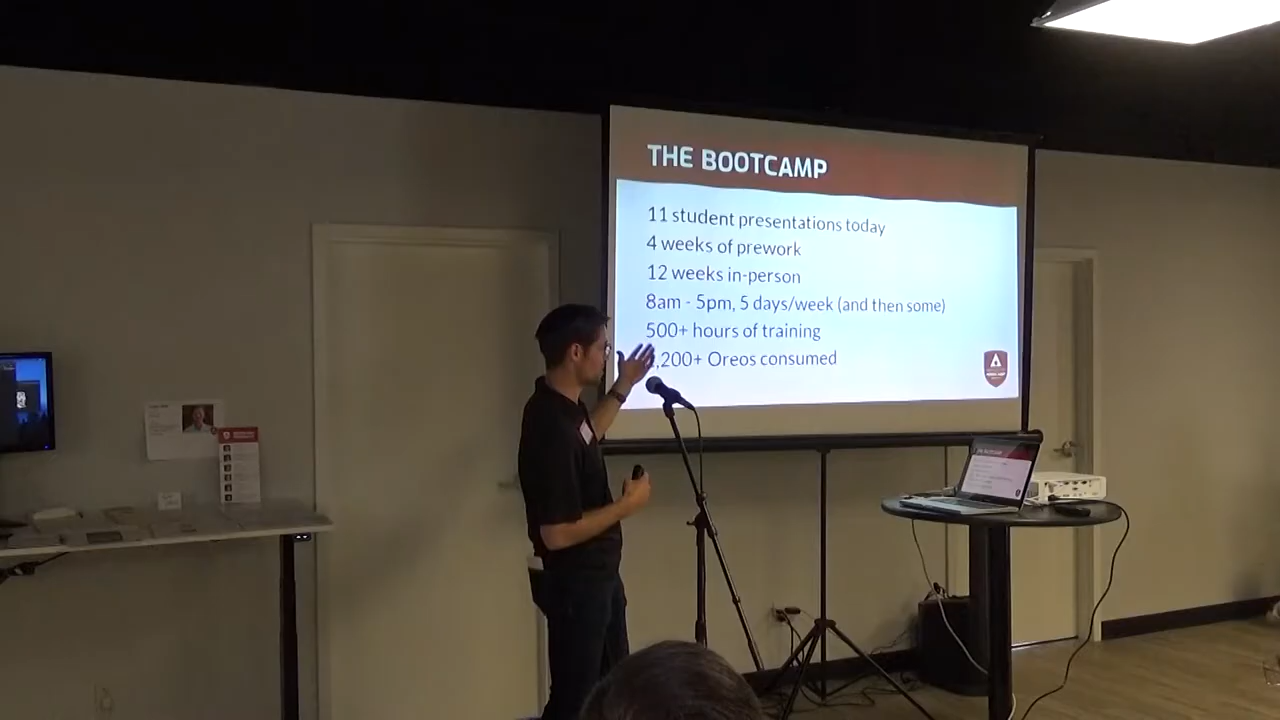 THE BOOTCAMP
11 student presentations today
4 weeks of prework
12 weeks in-person
8am - 5pm, 5 days/week (and then some)
500+ hours of training
,200+ Oreos consumed